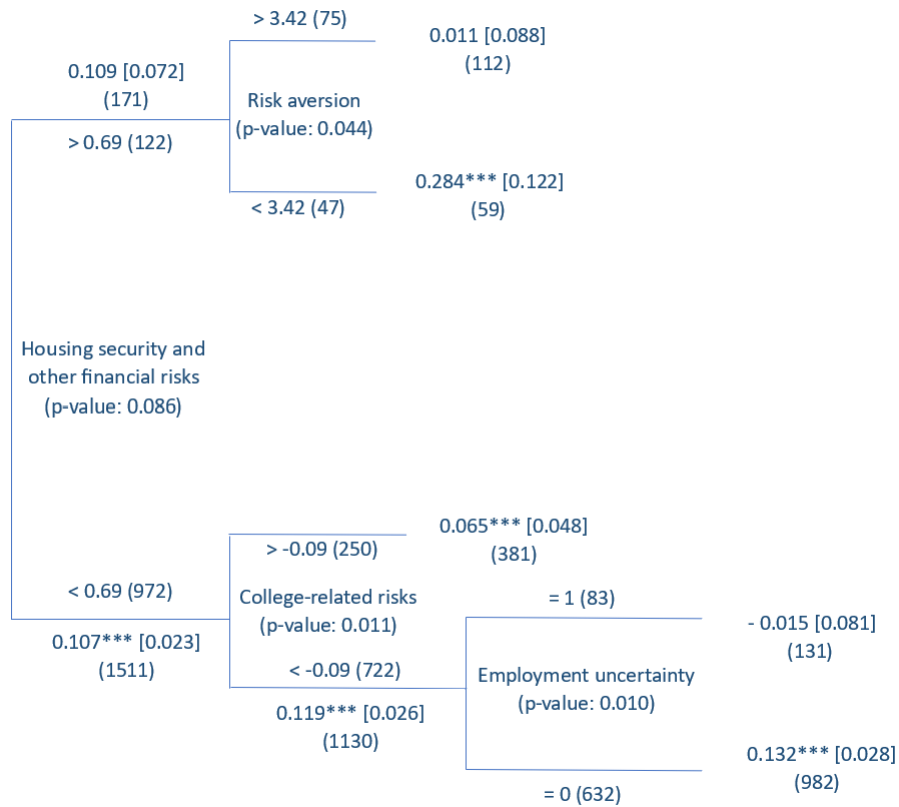 > 3.42 (75)
0.011 [0.088]
(112)
0.109 [0.072]
(171)
Risk aversion
(p-value: 0.044)
> 0.69 (122)
0.284*** [0.122]
(59)
< 3.42 (47)
Housing security and
other financial risks
(p-value: 0.086)
0.065*** [0.048]
(381)
> -0.09 (250)
< 0.69 (972)
College-related risks
(p-value: 0.011)
= 1 (83)
- 0.015 [0.081]
(131)
0.107*** [0.023]
(1511)
< -0.09 (722)
Employment uncertainty
(p-value: 0.010)
0.119*** [0.026]
(1130)
0.132*** [0.028]
(982)
= 0 (632)